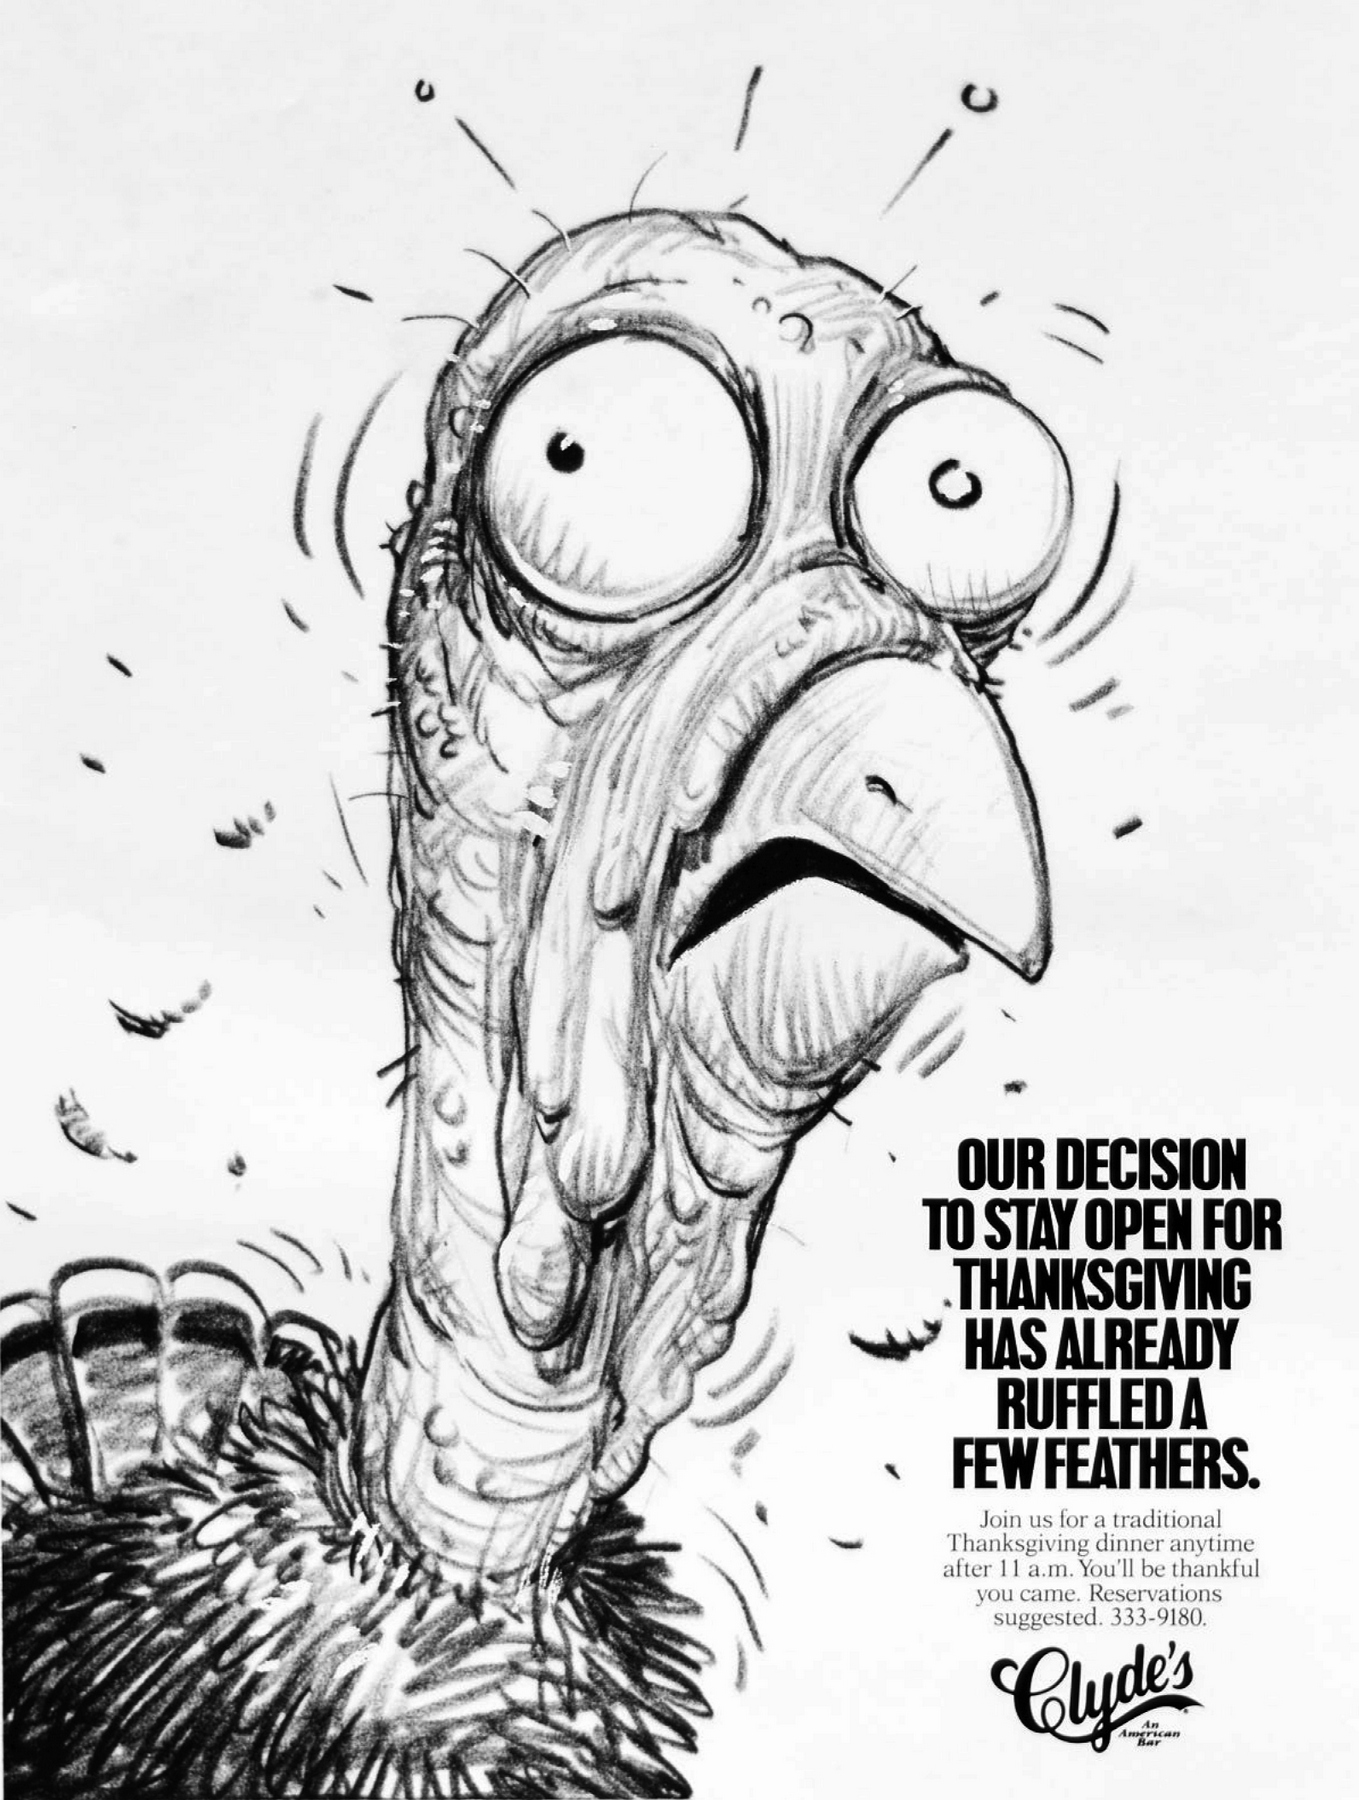 OUR DECISION
TO STAY OPEN FOR
THANKSGIVING
HAS ALREADY
RUFFLED A
FEW FEATHERS.
Join us for a traditional
Thanksgiving dinner anytime
after 11 a.m. You'll be thankful
you came. Reservations
suggested. 333-9180.
Clyde's
An
American
Bar